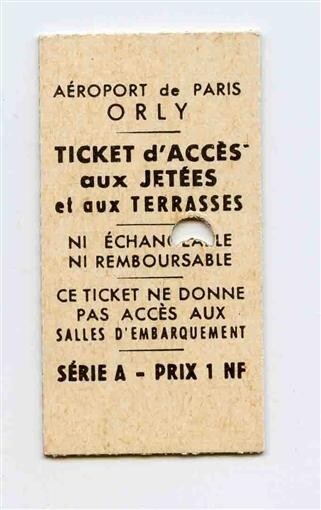 AÉROPORT de PARIS
ORLY
TICKET d'ACCÈS
aux JETÉES
et aux TERRASSES
NI ÉCHANGEABLE
NI REMBOURSABLE
CE TICKET NE DONNE
PAS ACCÈS AUX
SALLES D'EMBARQUEMENT
SÉRIE A - PRIX 1 NF